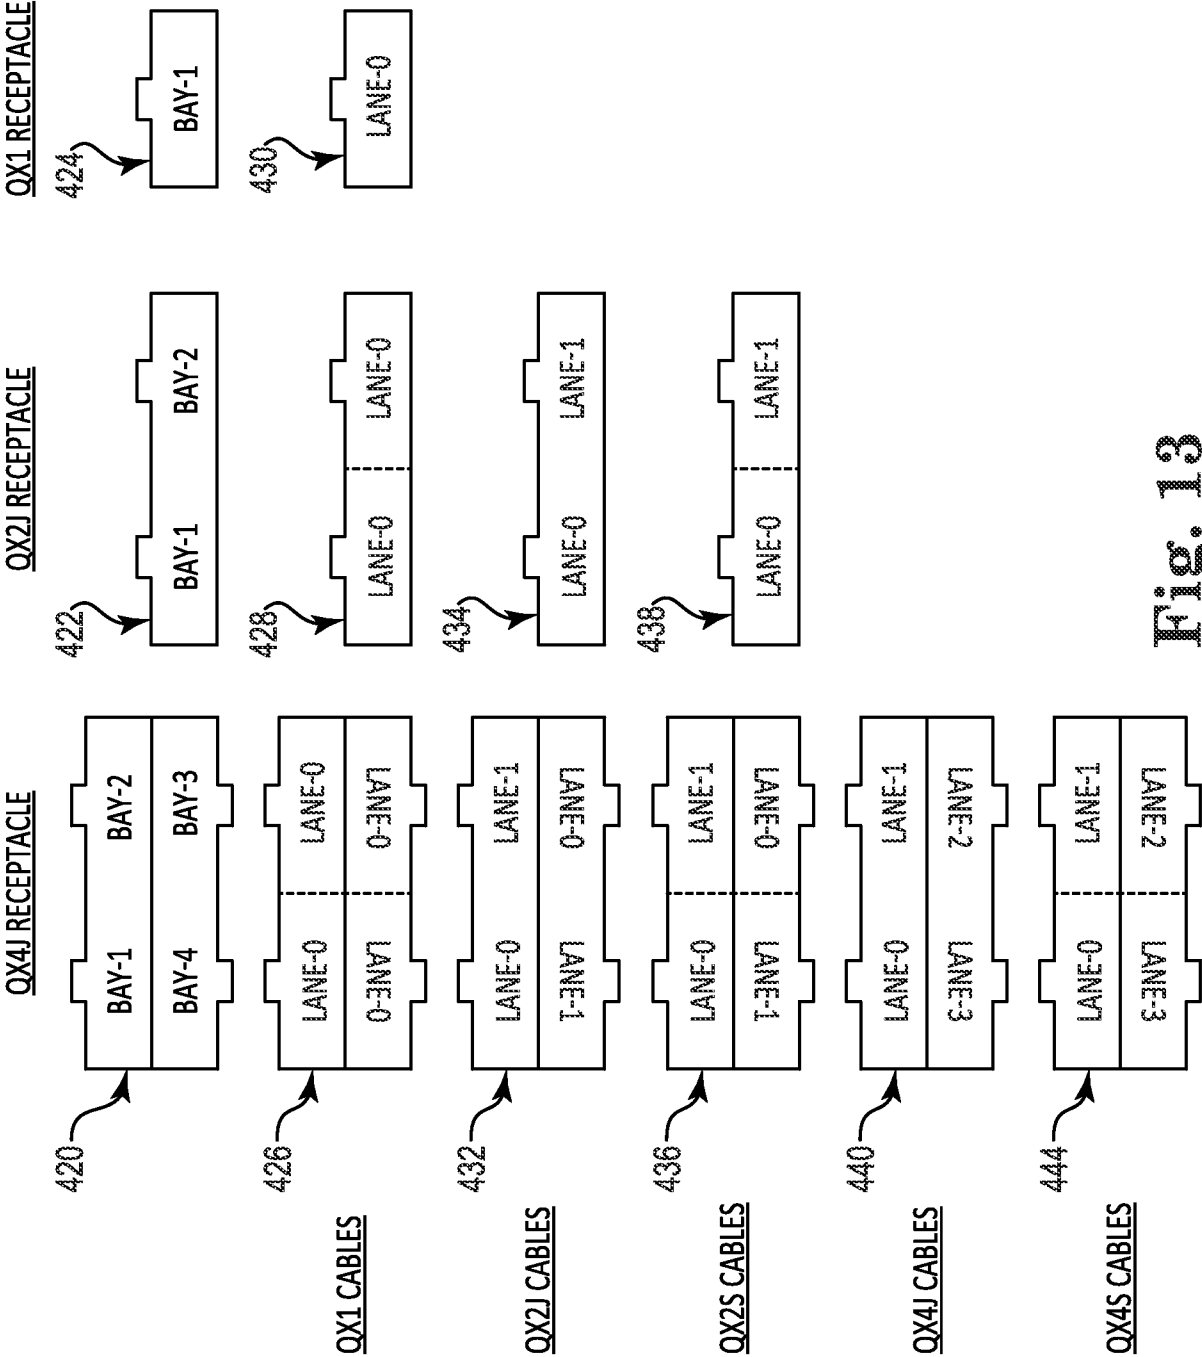 QX4J RECEPTACLE
QX2J RECEPTACLE
QX1 RECEPTACLE
420
BAY-1 BAY-2
BAY-4 BAY-3
422
BAY-1 BAY-2
424
BAY-1
QX1 CABLES
426
LANE-0 LANE-0
LANE-0 LANE-0
428
LANE-0 LANE-0
430
LANE-0
QX2J CABLES
432
LANE-0 LANE-1
LANE-1 LANE-0
434
LANE-0 LANE-1
QX2S CABLES
436
LANE-0 LANE-1
LANE-1 LANE-0
438
LANE-0 LANE-1
QX4J CABLES
440
LANE-0 LANE-1
LANE-3 LANE-2
QX4S CABLES
444
LANE-0 LANE-1
LANE-3 LANE-2
Fig. 13